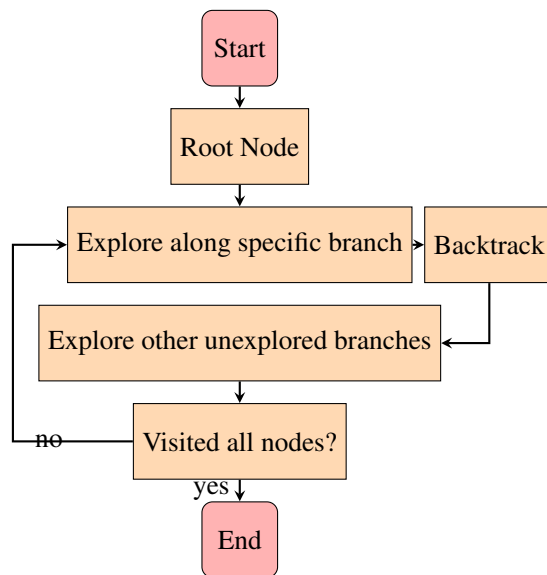 Start
Root Node
Explore along specific branch
Backtrack
Explore other unexplored branches
no
Visited all nodes?
yes
End